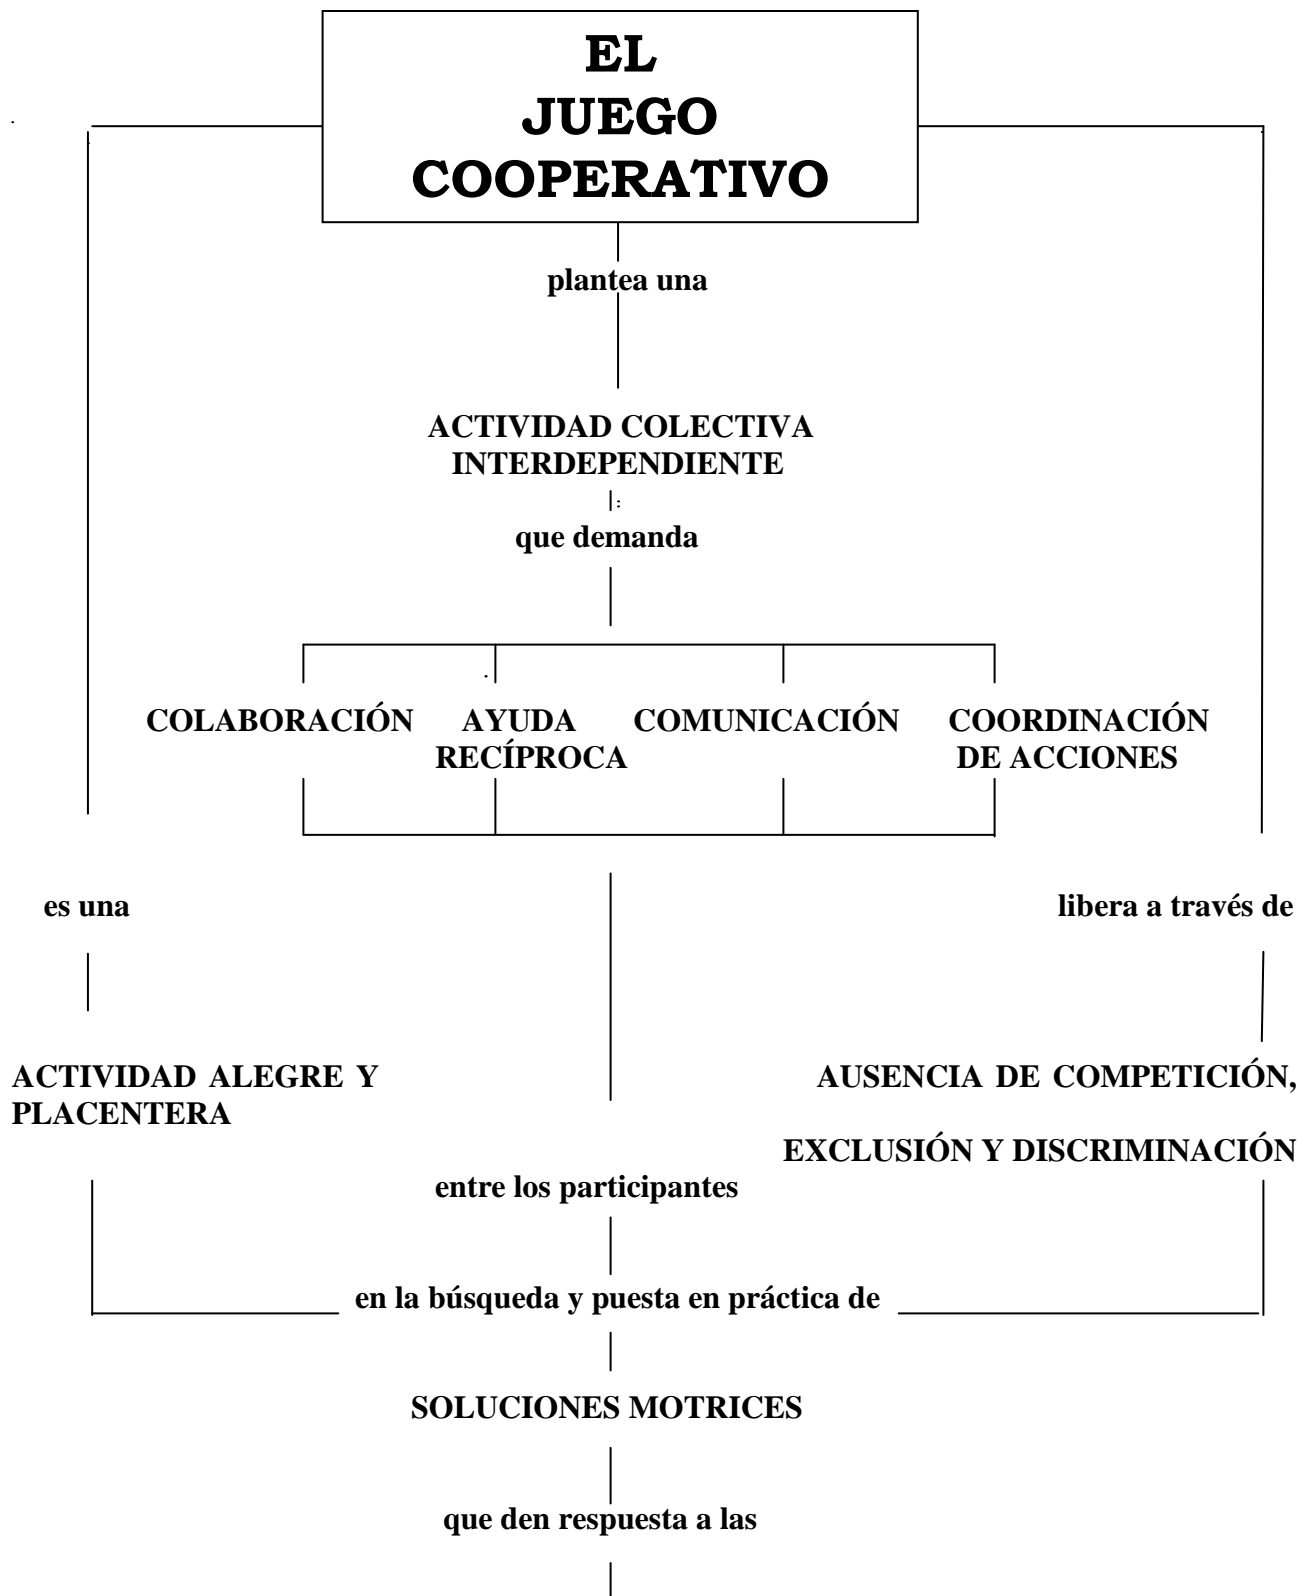 EL
JUEGO
COOPERATIVO
plantea una
ACTIVIDAD COLECTIVA
INTERDEPENDIENTE
que demanda
COLABORACIÓN AYUDA COMUNICACIÓN COORDINACIÓN
RECÍPROCA DE ACCIONES
es una libera a través de
ACTIVIDAD ALEGRE Y AUSENCIA DE COMPETICIÓN,
PLACENTERA
EXCLUSIÓN Y DISCRIMINACIÓN
entre los participantes
en la búsqueda y puesta en práctica de
SOLUCIONES MOTRICES
que den respuesta a las